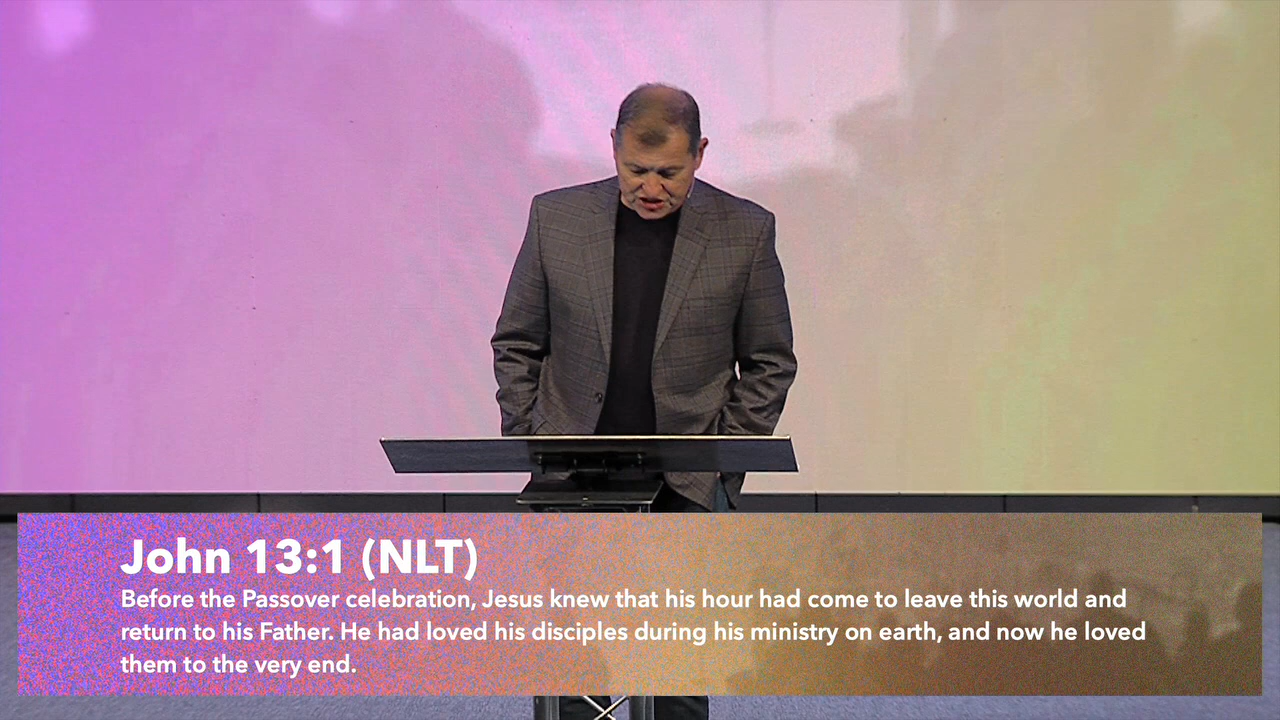 John 13:1 (NLT)
Before the Passover celebration, Jesus knew that his hour had come to leave this world and
return to his Father. He had loved his disciples during his ministry on earth, and now he loved
them to the very end.